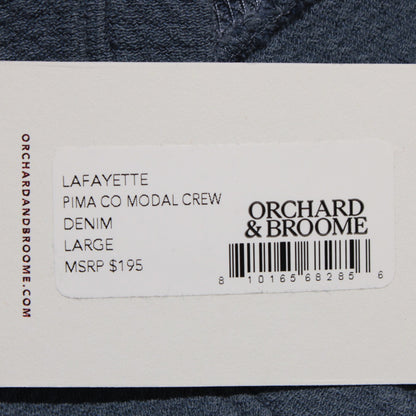 ORCHARDANDBROOME.COM
LAFAYETTE
PIMA CO MODAL CREW
DENIM
LARGE
MSRP $195
ORCHARD
& BROOME
8 10165 68285 6